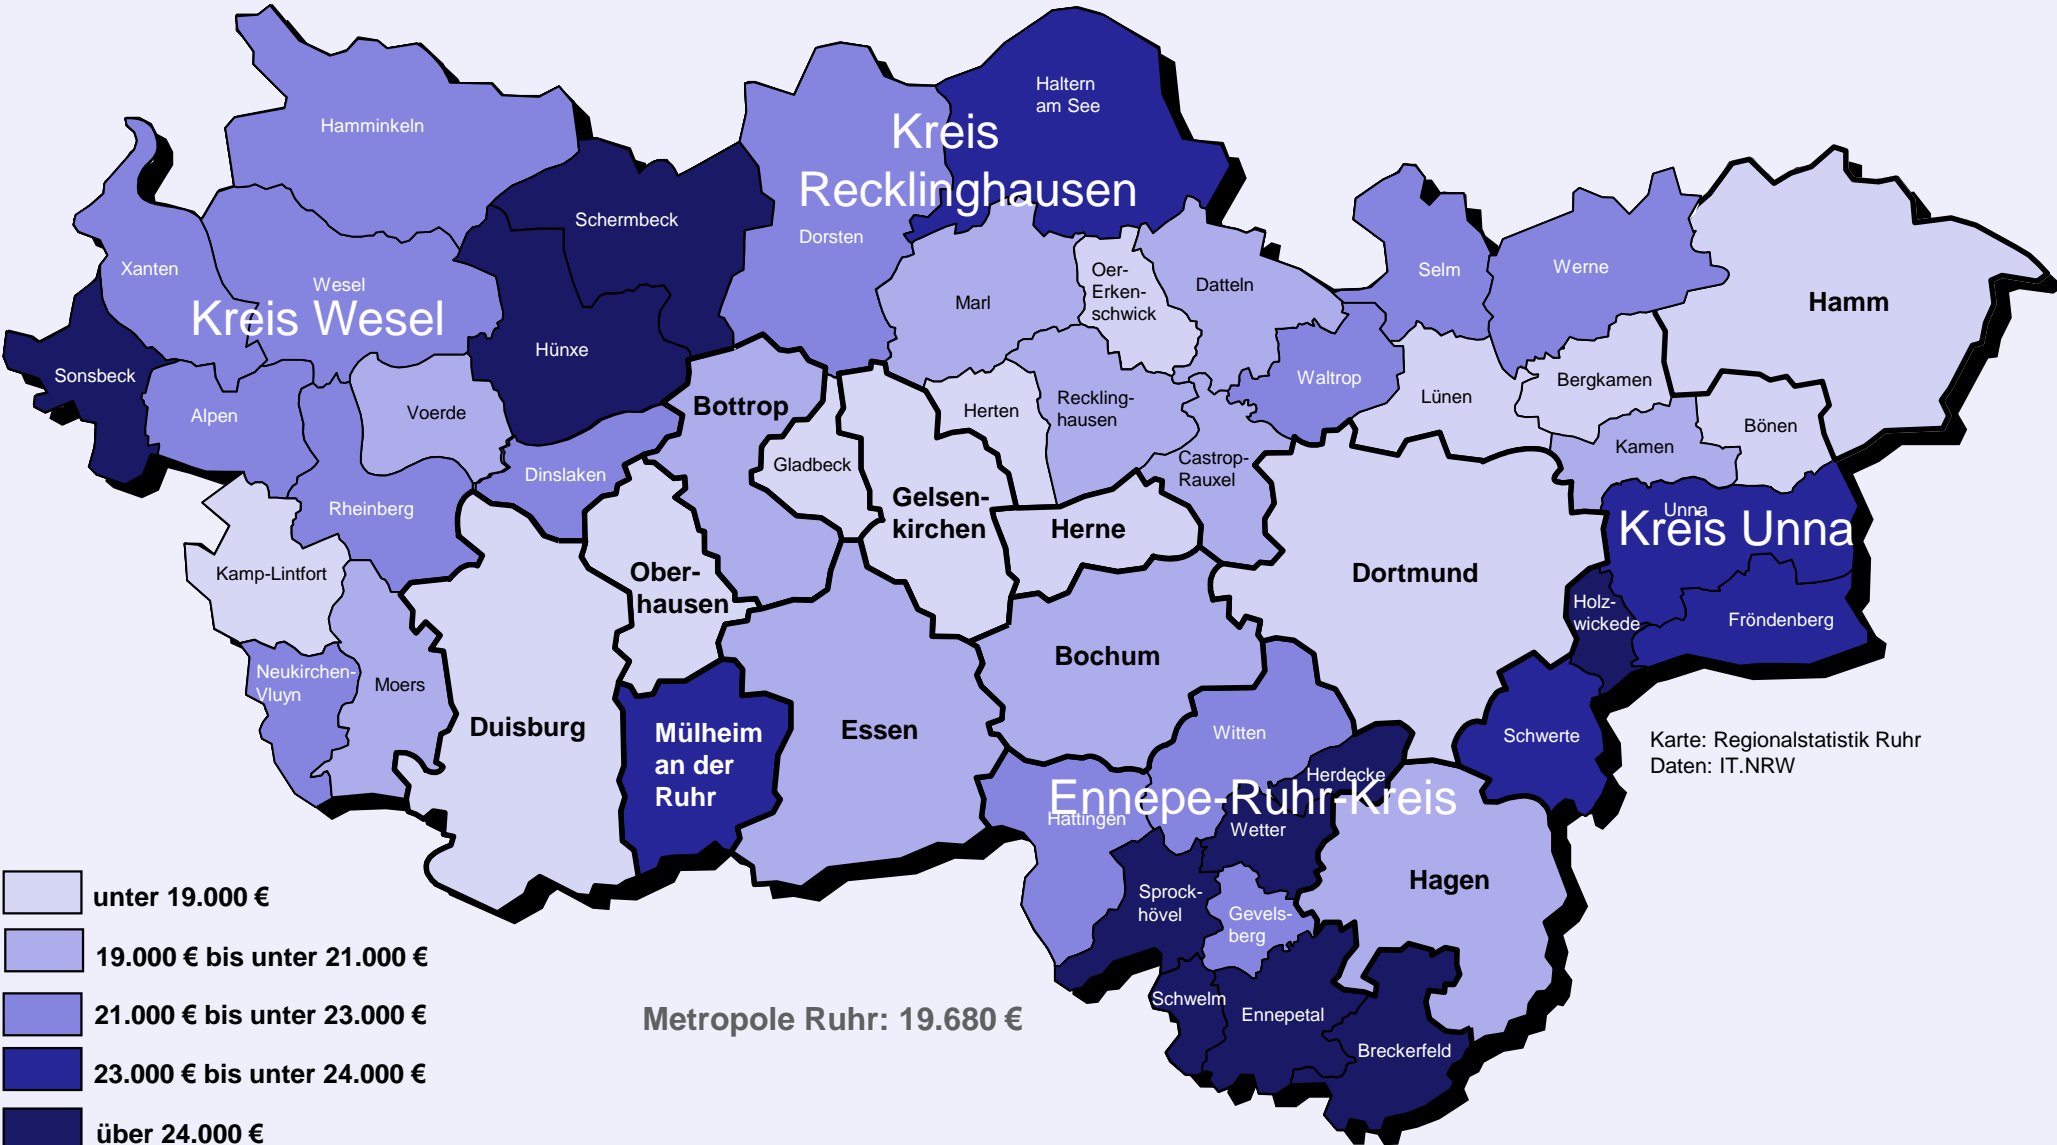 Haltern
am See
Kreis
Recklinghausen
Hamminkeln
Schermbeck
Dorsten
Xanten
Wesel
Kreis Wesel
Marl
Oer-
Erken-
schwick
Datteln
Selm
Werne
Hamm
Sonsbeck
Hünxe
Alpen
Voerde
Bottrop
Herten
Reckling-
hausen
Waltrop
Lünen
Bergkamen
Bönen
Kamen
Rheinberg
Dinslaken
Gladbeck
Gelsen-
kirchen
Herne
Castrop-
Rauxel
Unna
Kreis Unna
Kamp-Lintfort
Ober-
hausen
Dortmund
Holz-
wickede
Fröndenberg
Neukirchen-
Vluyn
Moers
Duisburg
Mülheim
an der
Ruhr
Essen
Bochum
Witten
Schwerte
Karte: Regionalstatistik Ruhr
Daten: IT.NRW
Herdecke
Ennepe-Ruhr-Kreis
Hattingen
Wetter
Hagen
Sprock-
hövel
Gevels-
berg
Schwelm
Ennepetal
Breckerfeld
unter 19.000 €
19.000 € bis unter 21.000 €
21.000 € bis unter 23.000 €
23.000 € bis unter 24.000 €
über 24.000 €
Metropole Ruhr: 19.680 €